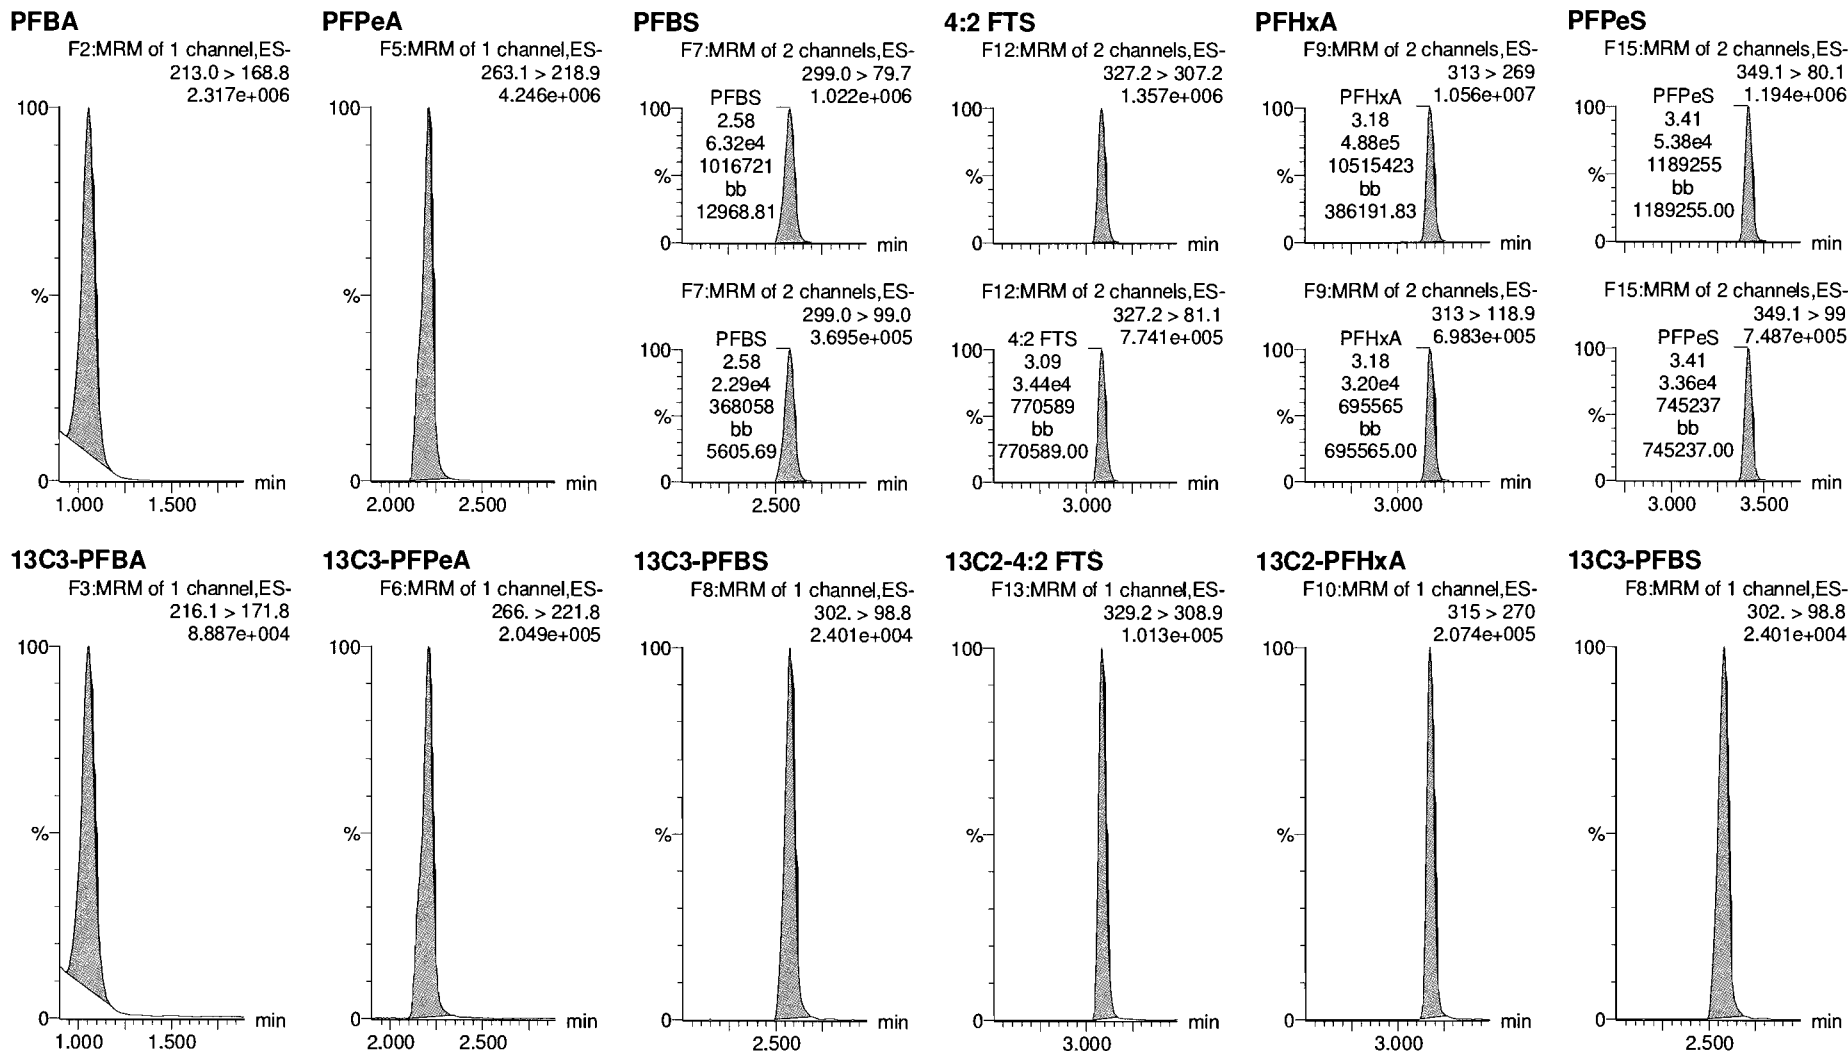 PFBA
F2:MRM of 1 channel,ES-
213.0 > 168.8
2.317e+006
100
%
0
min
1.000 1.500
PFPeA
F5:MRM of 1 channel,ES-
263.1 > 218.9
4.246e+006
100
%
0
min
2.000 2.500
PFBS
F7:MRM of 2 channels,ES-
299.0 > 79.7
1.022e+006
100
PFBS
2.58
6.32e4
1016721
bb
12968.81
%
0
min
F7:MRM of 2 channels,ES-
299.0 > 99.0
3.695e+005
100
PFBS
2.58
2.29e4
368058
bb
5605.69
%
0
min
2.500
4:2 FTS
F12:MRM of 2 channels,ES-
327.2 > 307.2
1.357e+006
100
%
0
min
F12:MRM of 2 channels,ES-
327.2 > 81.1
7.741e+005
100
4:2 FTS
3.09
3.44e4
770589
bb
770589.00
%
0
min
3.000
PFHxA
F9:MRM of 2 channels,ES-
313 > 269
1.056e+007
100
PFHxA
3.18
4.88e5
10515423
bb
386191.83
%
0
min
F9:MRM of 2 channels,ES-
313 > 118.9
6.983e+005
100
PFHxA
3.18
3.20e4
695565
bb
695565.00
%
0
min
3.000
PFPeS
F15:MRM of 2 channels,ES-
349.1 > 80.1
1.194e+006
100
PFPeS
3.41
5.38e4
1189255
bb
1189255.00
%
0
min
F15:MRM of 2 channels,ES-
349.1 > 99
7.487e+005
100
PFPeS
3.41
3.36e4
745237
bb
745237.00
%
0
min
3.000 3.500
13C3-PFBA
F3:MRM of 1 channel,ES-
216.1 > 171.8
8.887e+004
100
%
0
min
1.000 1.500
13C3-PFPeA
F6:MRM of 1 channel,ES-
266. > 221.8
2.049e+005
100
%
0
min
2.000 2.500
13C3-PFBS
F8:MRM of 1 channel,ES-
302. > 98.8
2.401e+004
100
%
0
min
2.500
13C2-4:2 FTS
F13:MRM of 1 channel,ES-
329.2 > 308.9
1.013e+005
100
%
0
min
3.000
13C2-PFHxA
F10:MRM of 1 channel,ES-
315 > 270
2.074e+005
100
%
0
min
3.000
13C3-PFBS
F8:MRM of 1 channel,ES-
302. > 98.8
2.401e+004
100
%
0
min
2.500